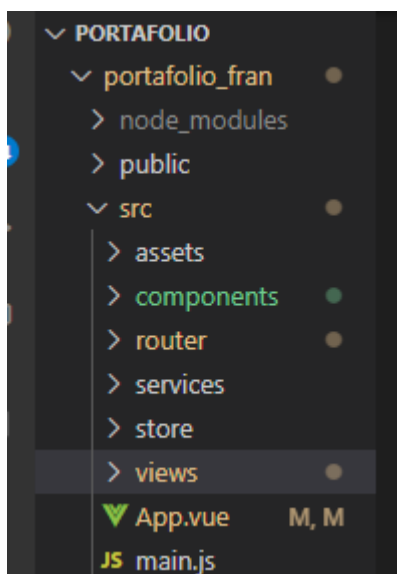 PORTAFOLIO
portafolio_fran
node_modules
public
src
assets
components
router
services
store
views
App.vue M, M
JS main.js